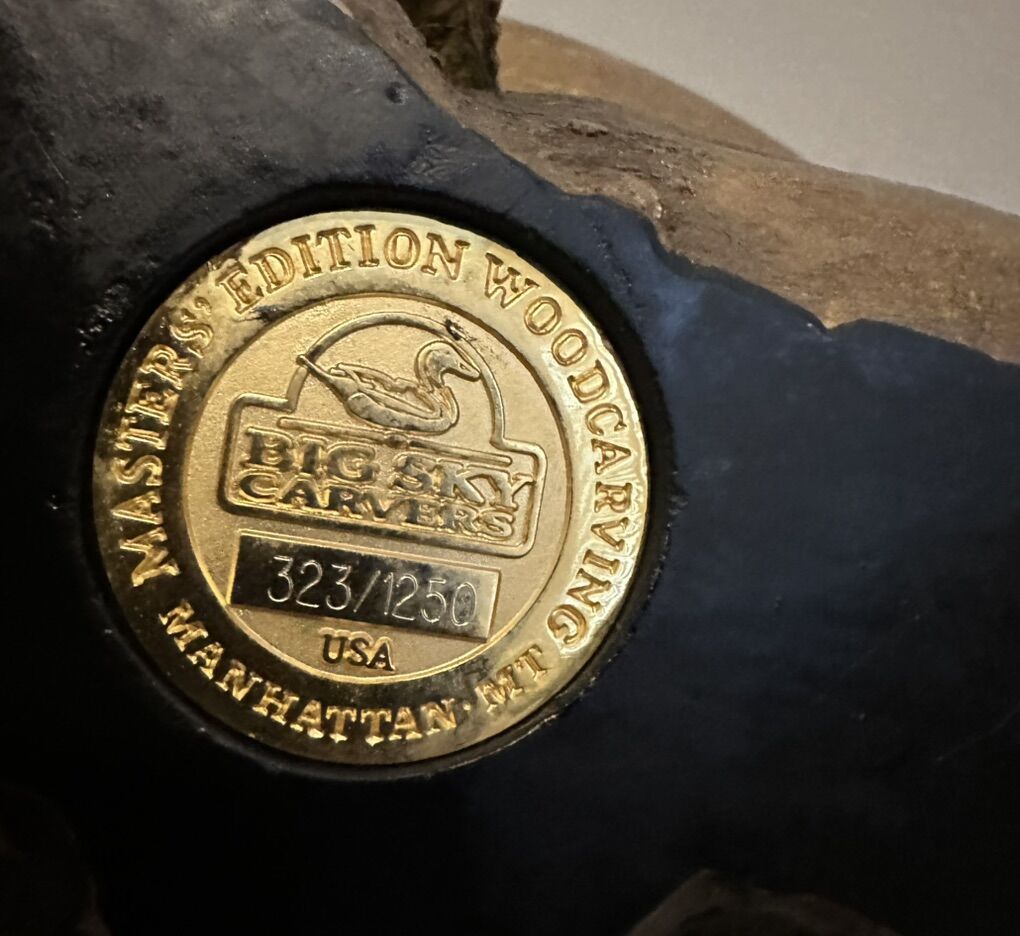 MASTERS' EDITION WOODCARVING
BIG SKY
CARVERS
323/1250
USA
MANHATTAN·MT